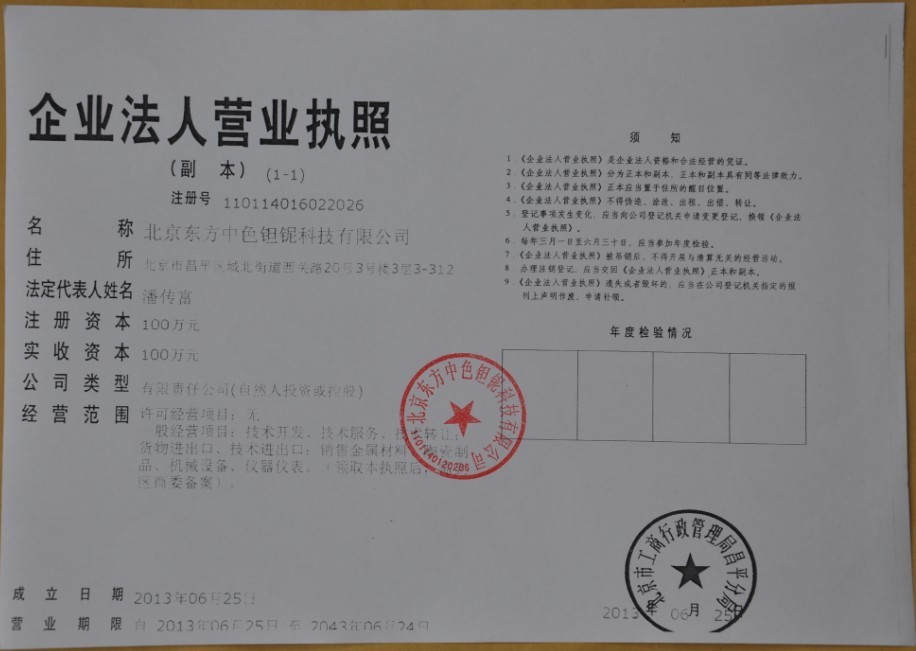 企业法人营业执照
（副 本） (1-1)
注册号 110114016022026
名 称 北京东方中色钽铌科技有限公司
住 所 北京市昌平区城北街道西关路20号3号楼3层3-312
法定代表人姓名 潘传富
注册资本 100万元
实收资本 100万元
公司类型 有限责任公司(自然人投资或控股)
经营范围 许可经营项目：无
一般经营项目：技术开发、技术服、技术转让；
货物进出口、技术进出口；销售金属材料、制
品、机械设备、仪器仪表。（领取本执照后，
区商委备案）。
成立日期 2013年06月25日
营业期限 自 2013年06月25日 至 2043年06月24日
北京东方中色钽铌科技有限公司
1101140120286
须 知
1．《企业法人营业执照》是企业法人资格和合法经营的凭证。
2．《企业法人营业执照》分为正本和副本，正本和副本具有同等法律效力。
3．《企业法人营业执照》正本应当置于住所的醒目位置。
4．《企业法人营业执照》不得伪造、涂改、出租、出借、转让。
5．登记事项发生变化，应当向公司登记机关申请变更登记，换领《企业法
人营业执照》。
6．每年三月一日至六月三十日，应当参加年度检验。
7．《企业法人营业执照》被吊销后，不得开展与清算无关的经营活动。
8．办理注销登记，应当交回《企业法人营业执照》正本和副本。
9．《企业法人营业执照》遗失或者毁坏的，应当在公司登记机关指定的报
刊上声明作废，申请补领。
年度检验情况
北京市工商行政管理局昌平分局
2013年 06 月 25日